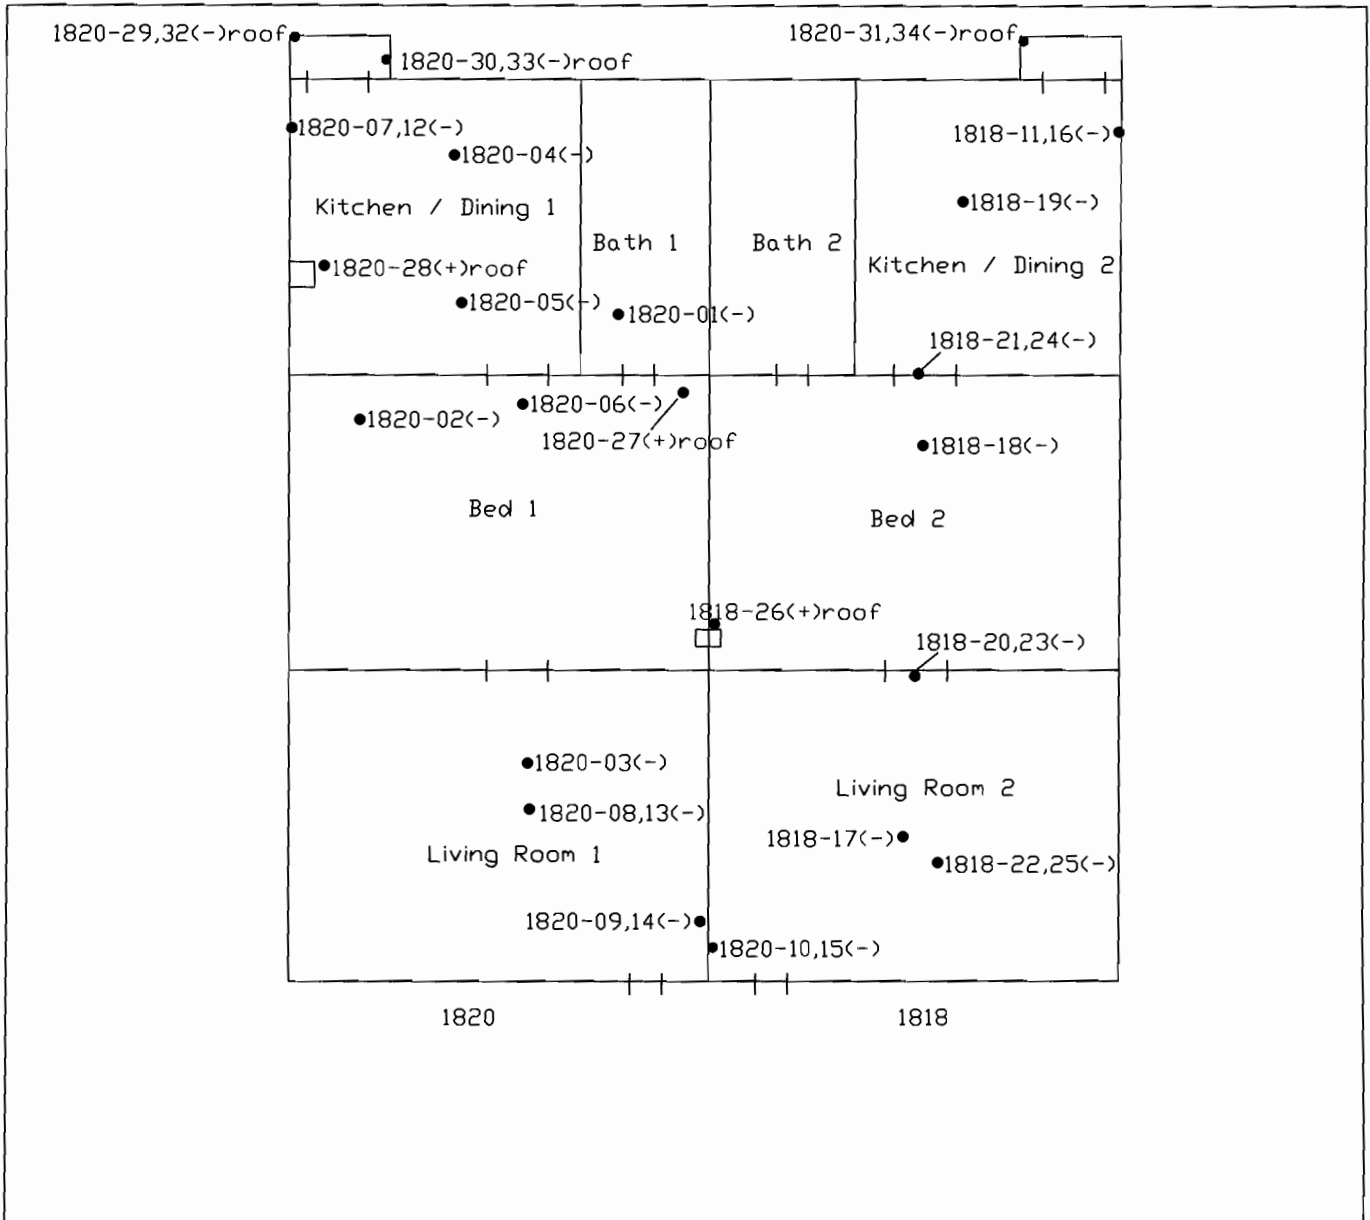 1820-29,32(-)roof
1820-31,34(-)roof
1820-30,33(-)roof
1820-07,12(-)
1818-11,16(-)
1820-04(-)
1818-19(-)
Kitchen / Dining 1
Bath 1
Bath 2
Kitchen / Dining 2
1820-28(+)roof
1820-05(-)
1820-01(-)
1818-21,24(-)
1820-06(-)
1820-02(-)
1820-27(+)roof
1818-18(-)
Bed 1
Bed 2
1818-26(+)roof
1818-20,23(-)
1820-03(-)
Living Room 2
1820-08,13(-)
1818-17(-)
Living Room 1
1818-22,25(-)
1820-09,14(-)
1820-10,15(-)
1820
1818